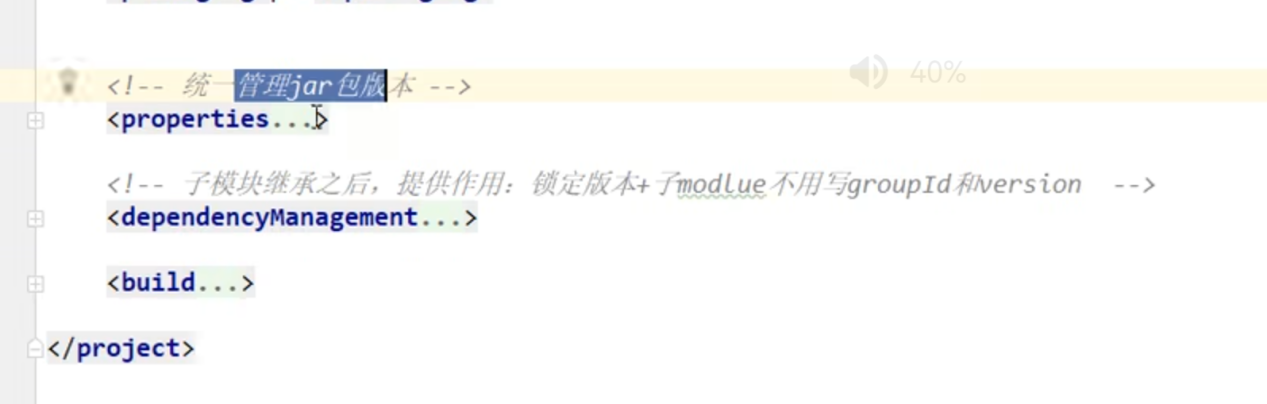 <!-- 统一管理jar包版本 -->
40%
<properties...>
<!-- 子模块继承之后，提供作用：锁定版本+子modlue不用写groupId和version  -->
<dependencyManagement...>
<build...>
</project>